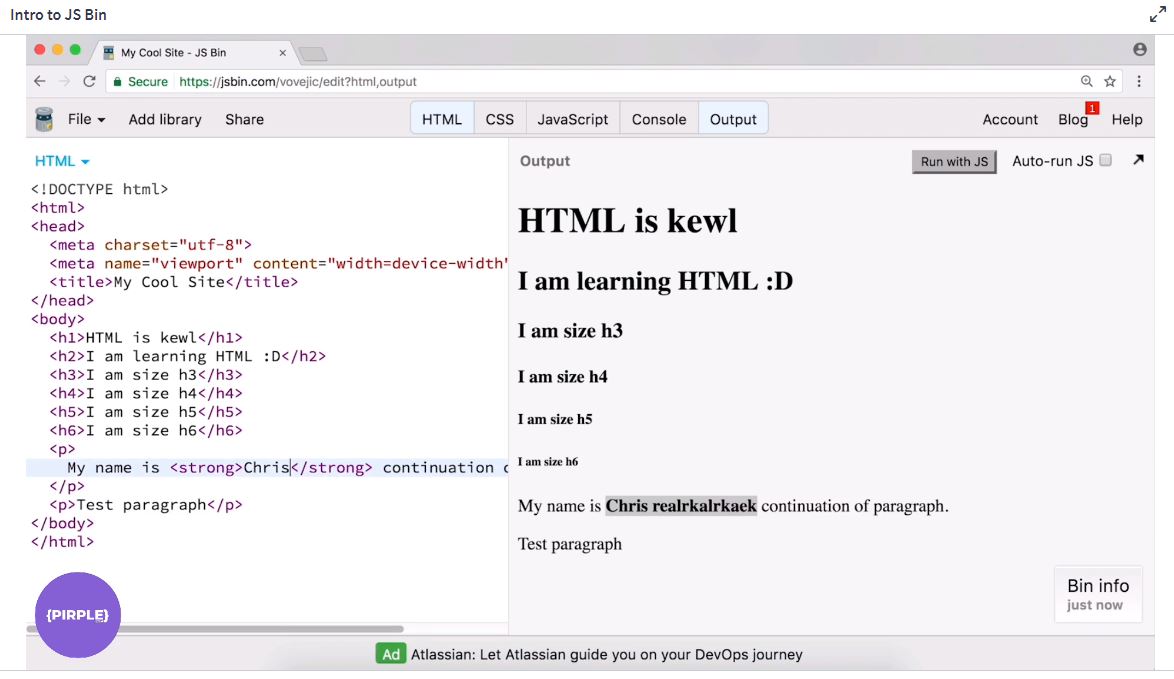 Intro to JS Bin
My Cool Site - JS Bin
Secure https://jsbin.com/vovejic/edit?html,output
File Add library Share HTML CSS JavaScript Console Output Account Blog 1 Help
HTML
<!DOCTYPE html>
<html>
<head>
<meta charset="utf-8">
<meta name="viewport" content="width=device-width"
<title>My Cool Site</title>
</head>
<body>
<h1>HTML is kewl</h1>
<h2>I am learning HTML :D</h2>
<h3>I am size h3</h3>
<h4>I am size h4</h4>
<h5>I am size h5</h5>
<h6>I am size h6</h6>
<p>
My name is <strong>Chris</strong> continuation
</p>
<p>Test paragraph</p>
</body>
</html>
{PIRPLE}
Output Run with JS Auto-run JS
HTML is kewl
I am learning HTML :D
I am size h3
I am size h4
I am size h5
I am size h6
My name is Chris realrkalrkaek continuation of paragraph.
Test paragraph
Bin info
just now
Ad Atlassian: Let Atlassian guide you on your DevOps journey